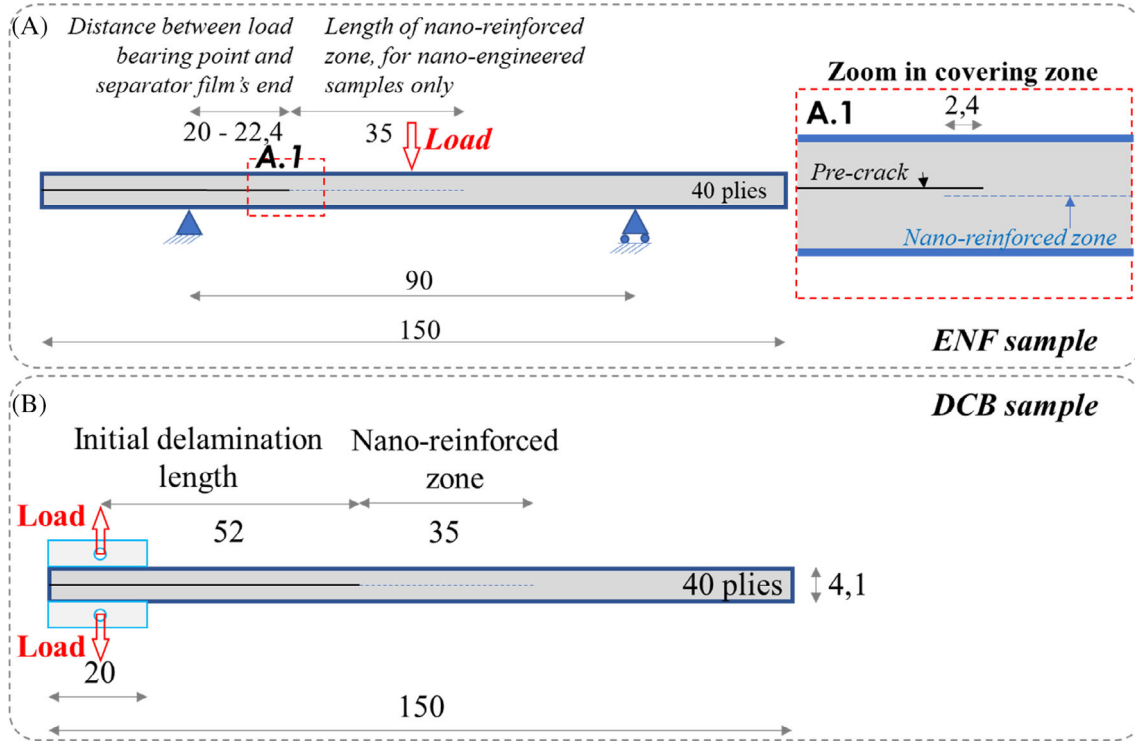 (A)
Distance between load
bearing point and
separator film's end
20 - 22,4
Length of nano-reinforced
zone, for nano-engineered
samples only
35
Load
A.1
40 plies
90
150
Zoom in covering zone
A.1
2,4
Pre-crack
Nano-reinforced zone
ENF sample
(B)
DCB sample
Initial delamination
length
52
Nano-reinforced
zone
35
Load
40 plies
4,1
Load
20
150